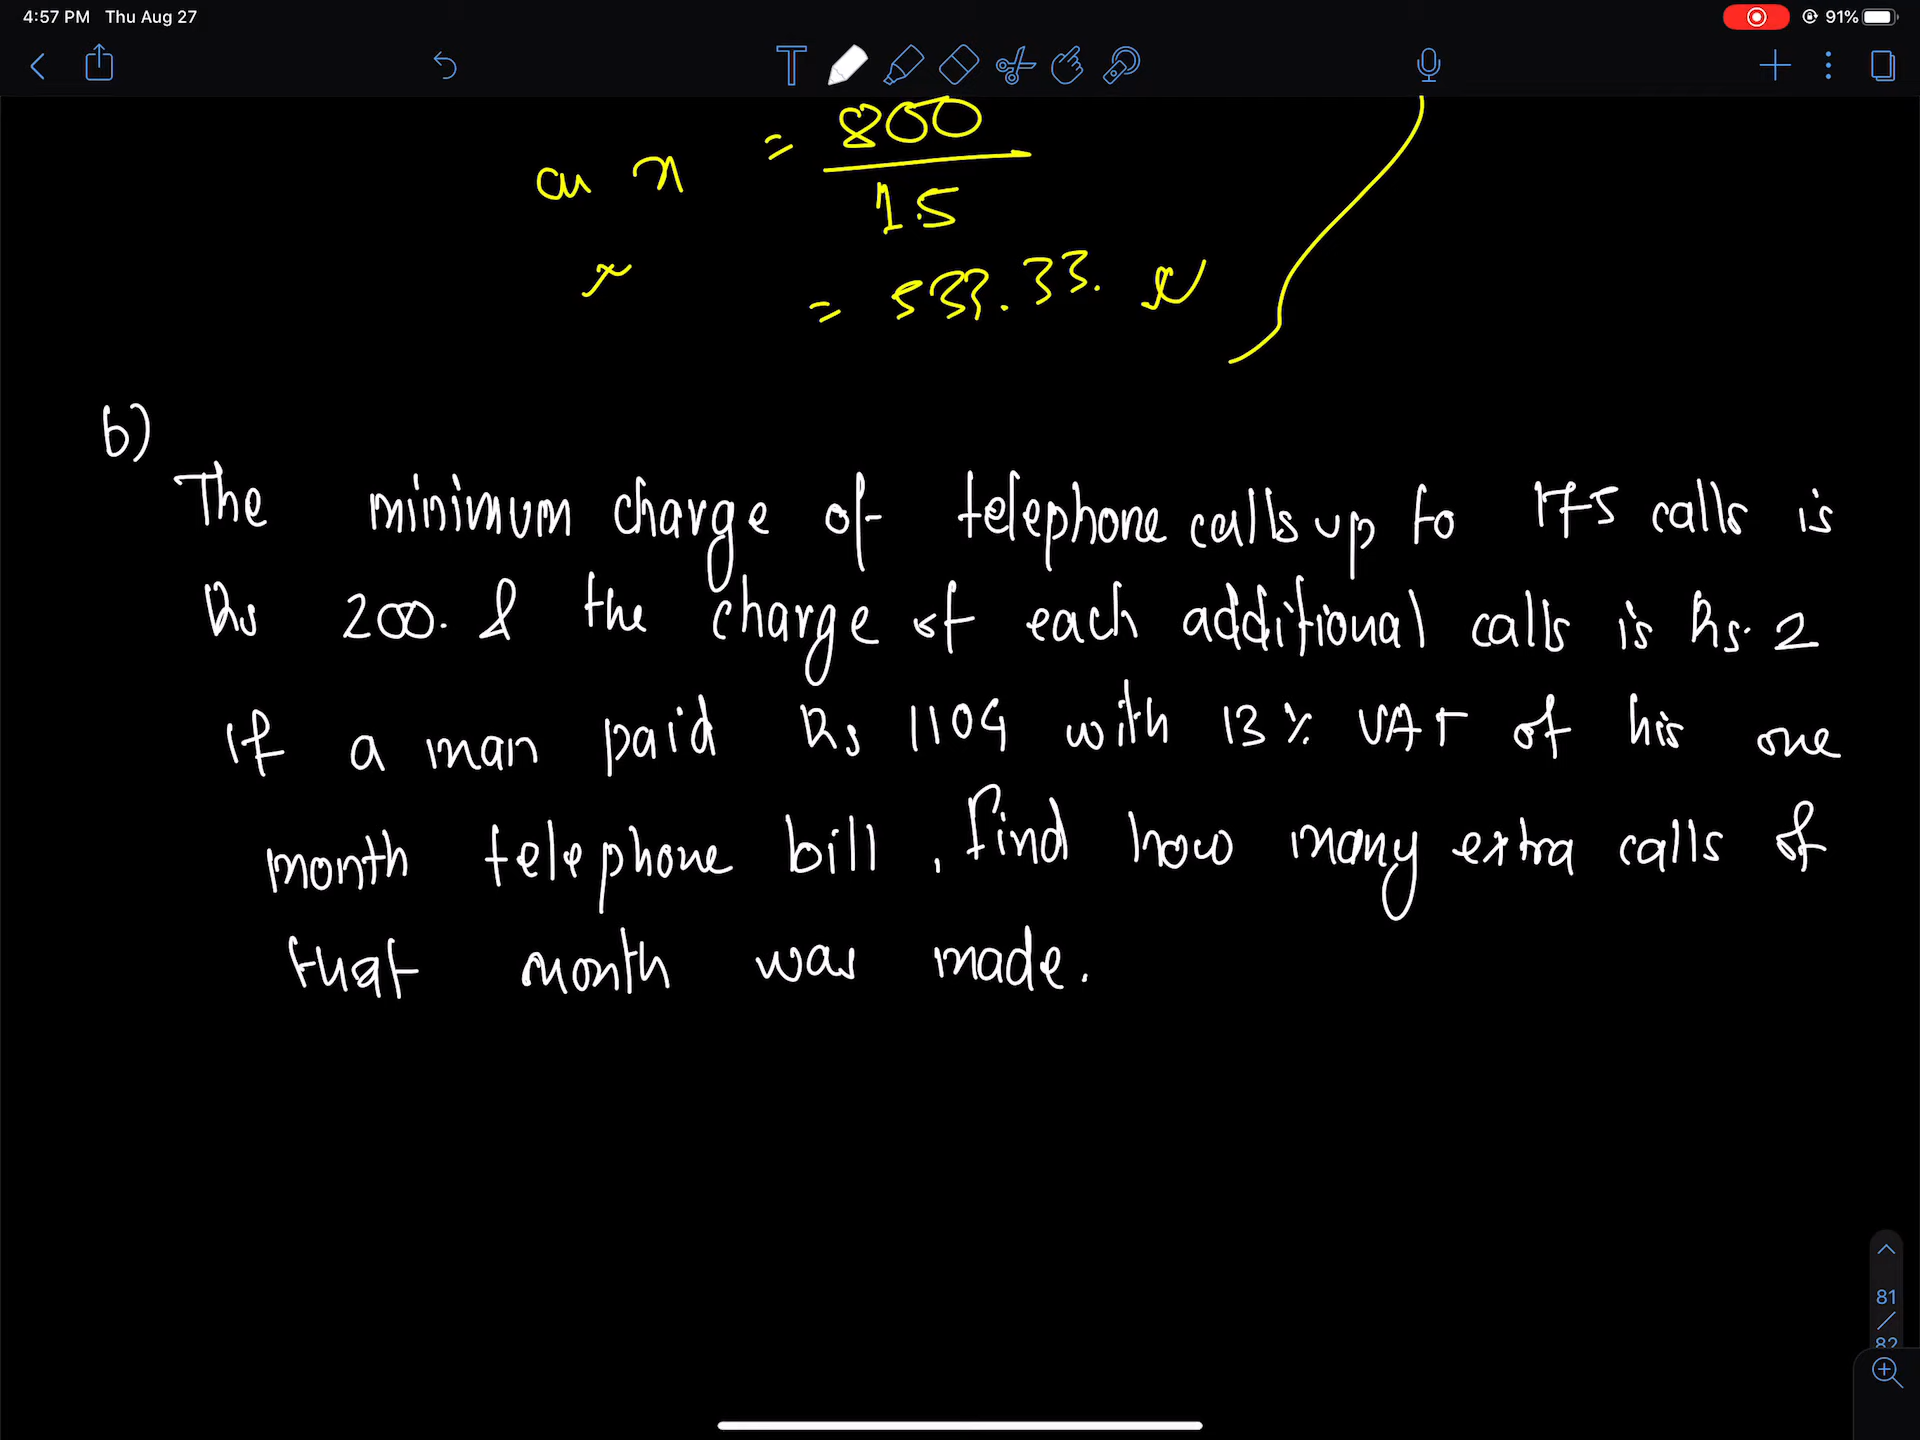 4:57 PM Thu Aug 27
91%
= 800
x
15
= 533.33.
b)
The minimum charge of telephone calls up to 175 calls is
Rs 200. & the charge of each additional calls is Rs. 2
If a man paid Rs 1104 with 13% VAT of his one
month telephone bill, find how many extra calls of
that month was made.
81
/
82